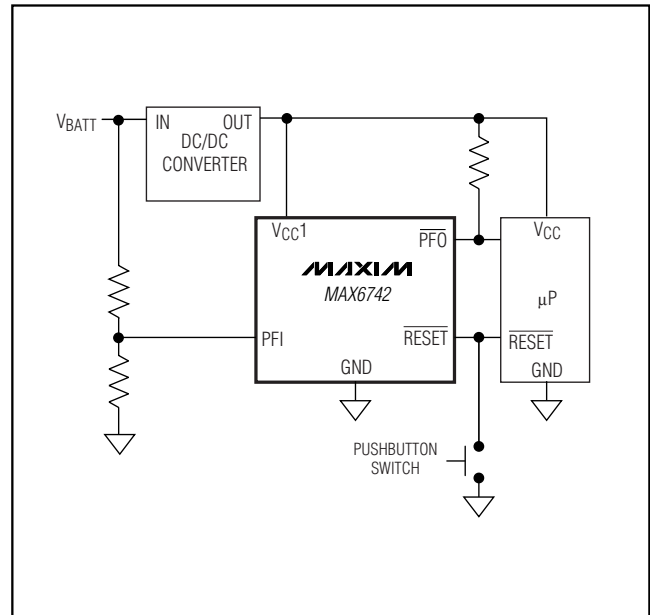 VBATT
IN OUT
DC/DC
CONVERTER
VCC1
PFO
VCC
MAXIM
MAX6742
µP
PFI
RESET
RESET
GND
GND
PUSHBUTTON
SWITCH